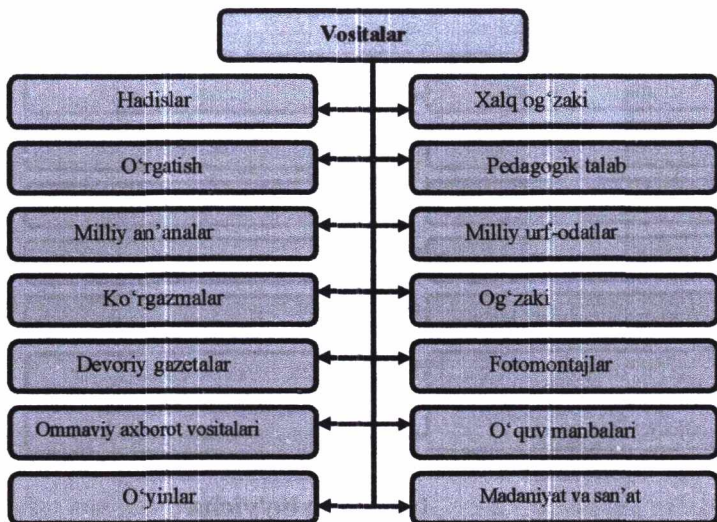 Vositalar
Hadislar
Xalq og‘zaki
O‘rgatish
Pedagogik talab
Milliy an’analar
Milliy urf-odatlar
Ko‘rgazmalar
Og‘zaki
Devoriy gazetalar
Fotomontajlar
Ommaviy axborot vositalari
O‘quv manbalari
O‘yinlar
Madaniyat va san’at